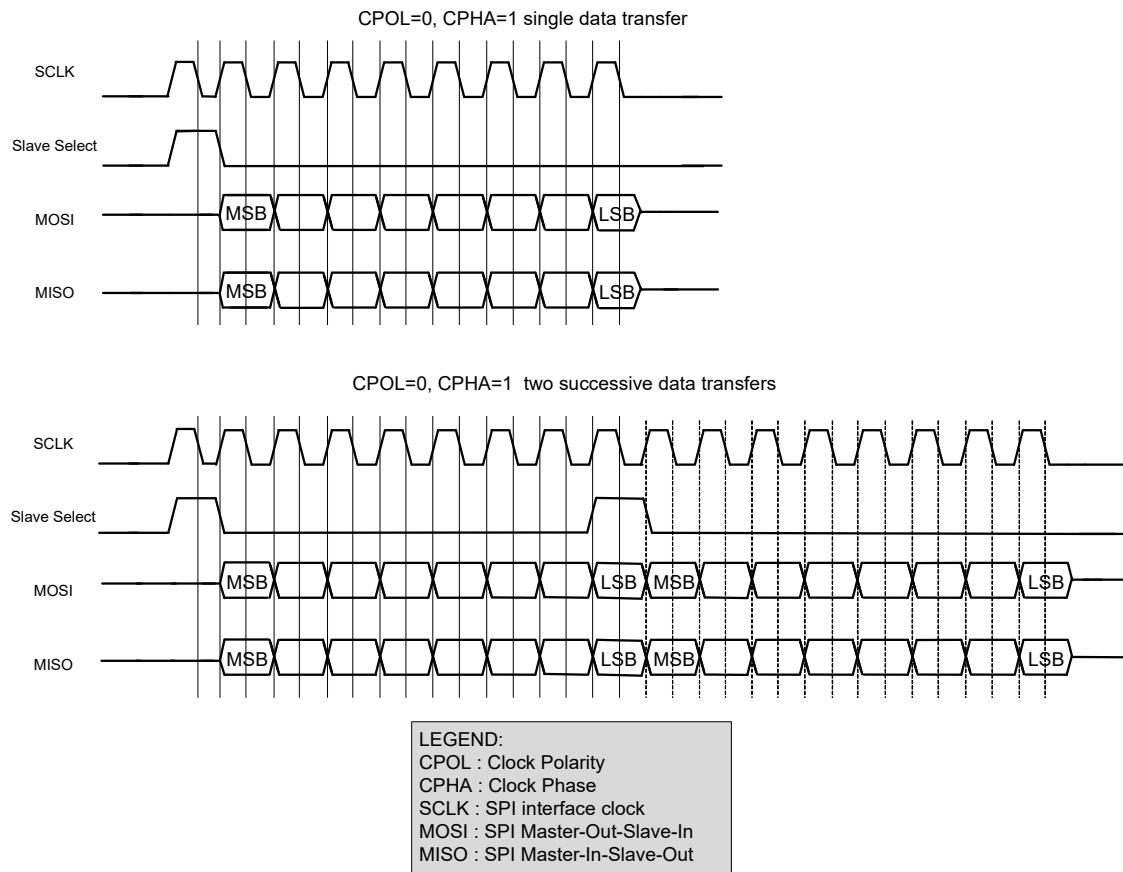 CPOL=0, CPHA=1 single data transfer
SCLK
Slave Select
MOSI
MSB
LSB
MISO
MSB
LSB
CPOL=0, CPHA=1  two successive data transfers
SCLK
Slave Select
MOSI
MSB
LSB
MSB
LSB
MISO
MSB
LSB
MSB
LSB
LEGEND:
CPOL : Clock Polarity
CPHA : Clock Phase
SCLK : SPI interface clock
MOSI : SPI Master-Out-Slave-In
MISO : SPI Master-In-Slave-Out